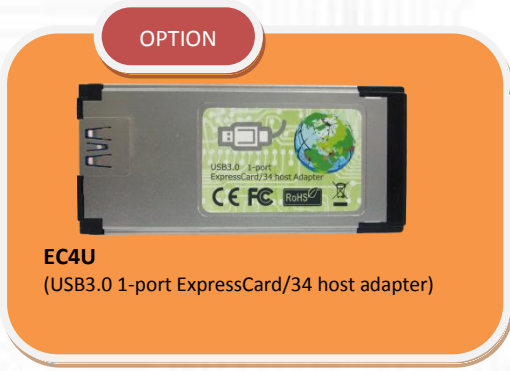 OPTION
USB3.0 1-port
ExpressCard/34 host Adapter
CE FC RoHS
EC4U
(USB3.0 1-port ExpressCard/34 host adapter)